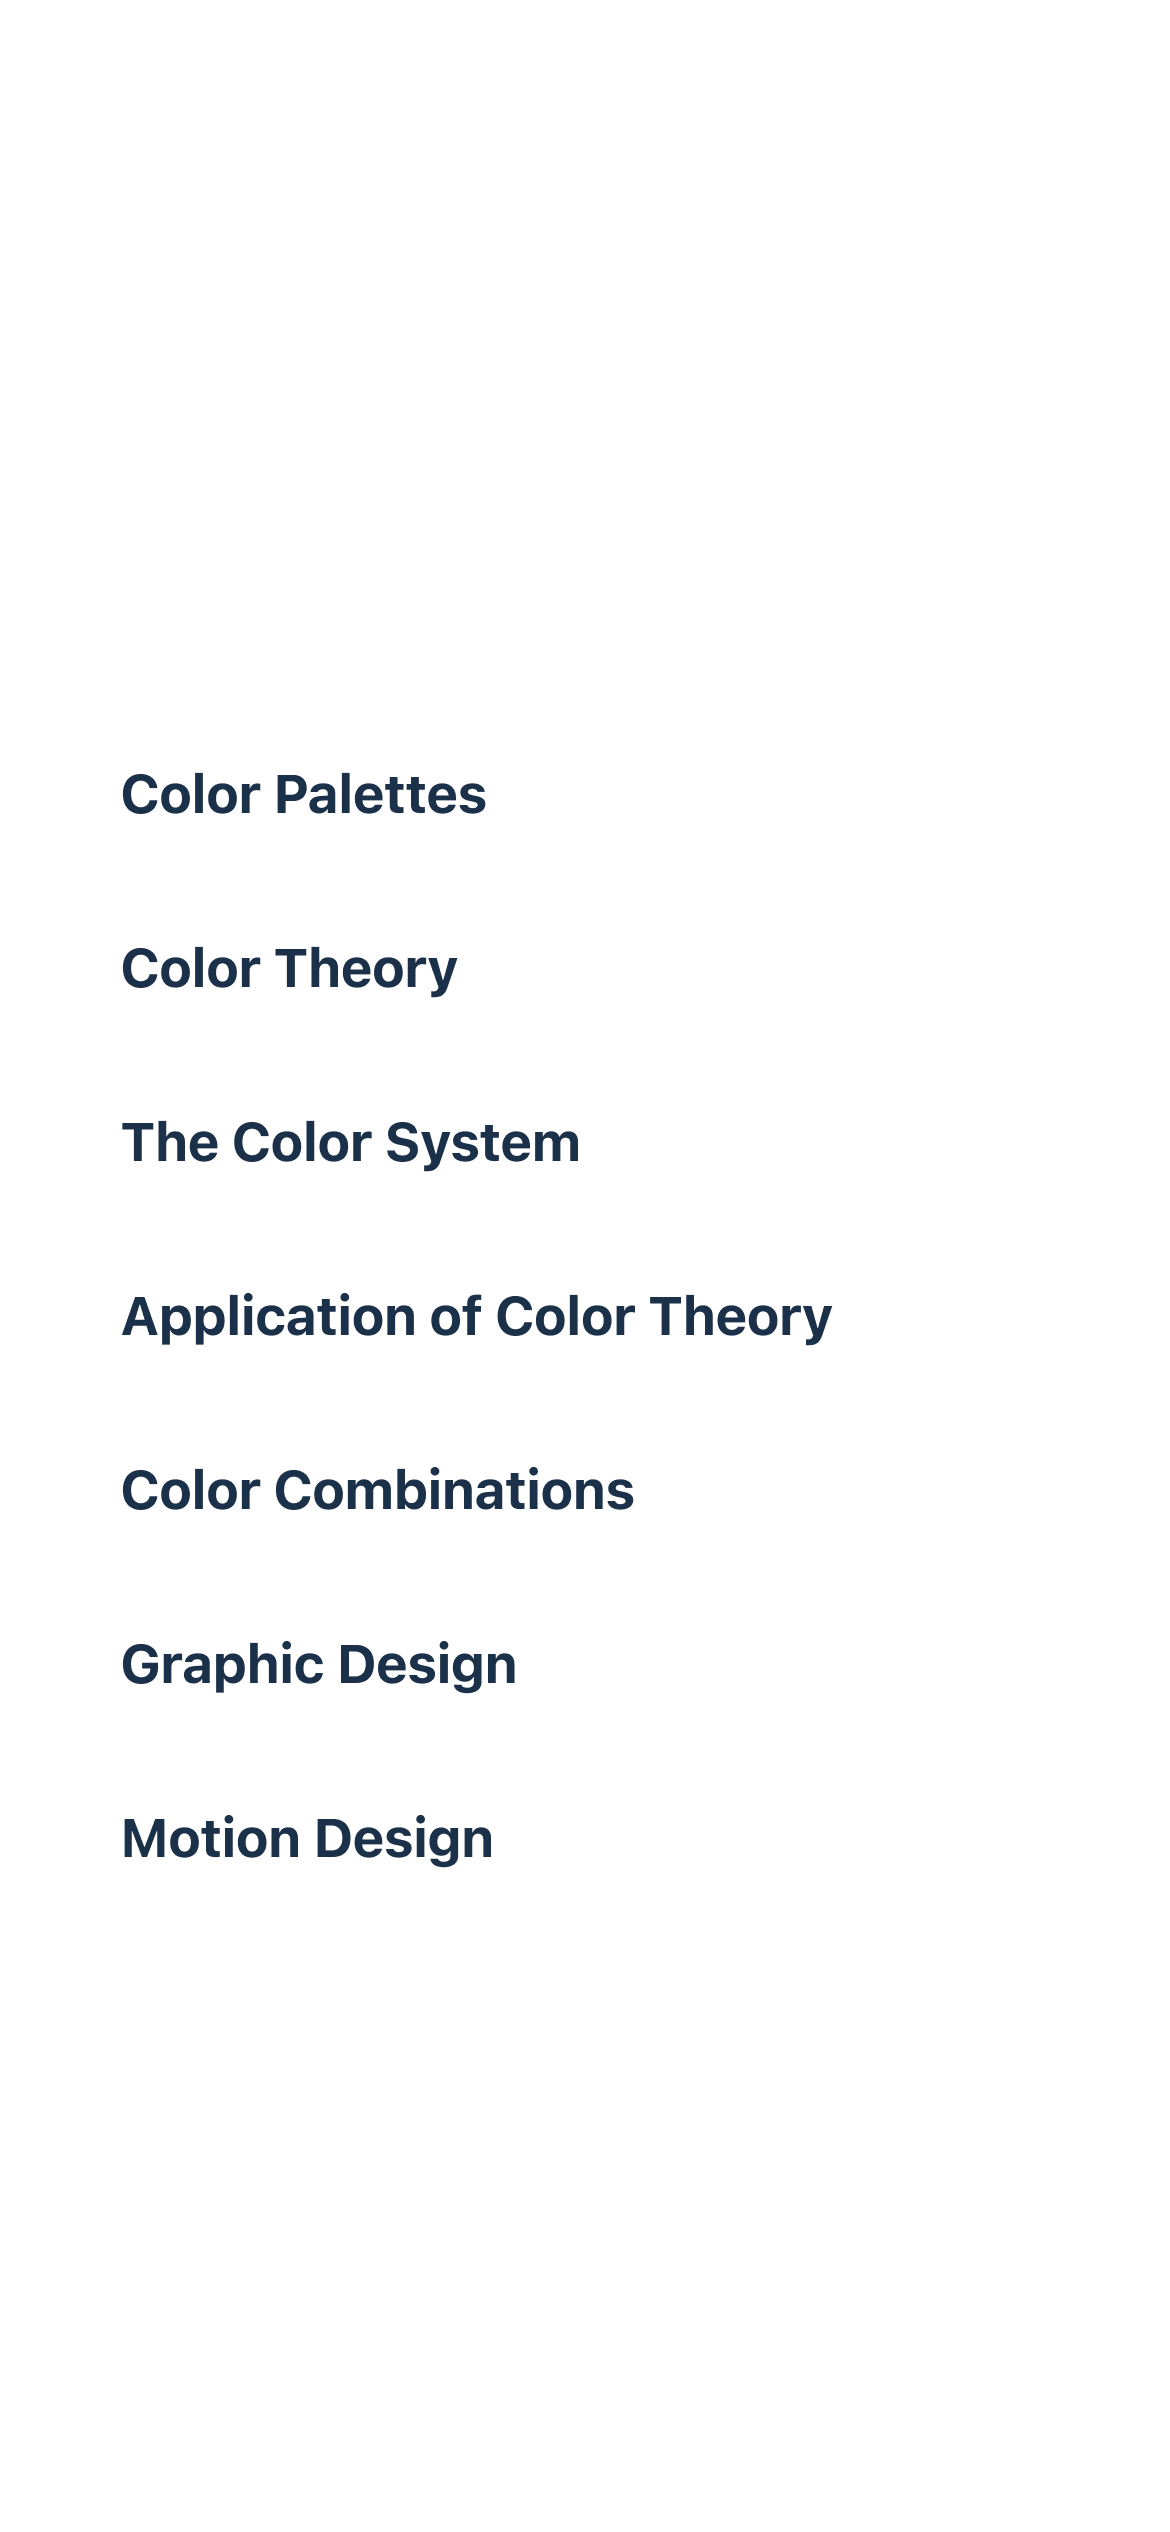 Color Palettes
Color Theory
The Color System
Application of Color Theory
Color Combinations
Graphic Design
Motion Design